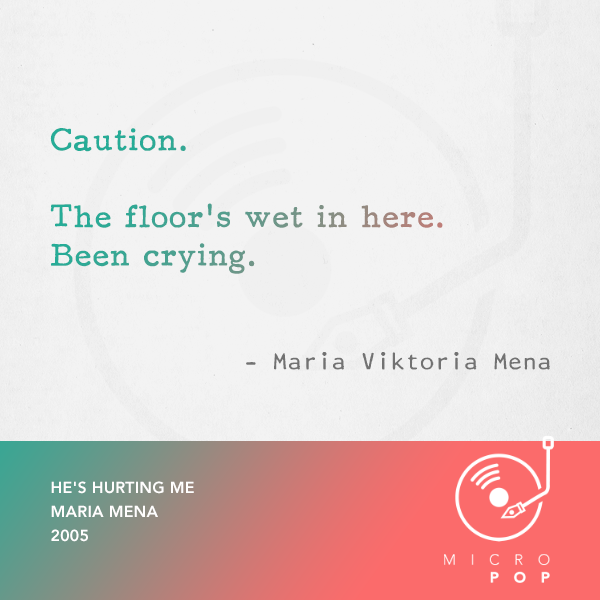 Caution.
The floor's wet in here.
Been crying.
- Maria Viktoria Mena
HE'S HURTING ME
MARIA MENA
2005
MICRO
POP